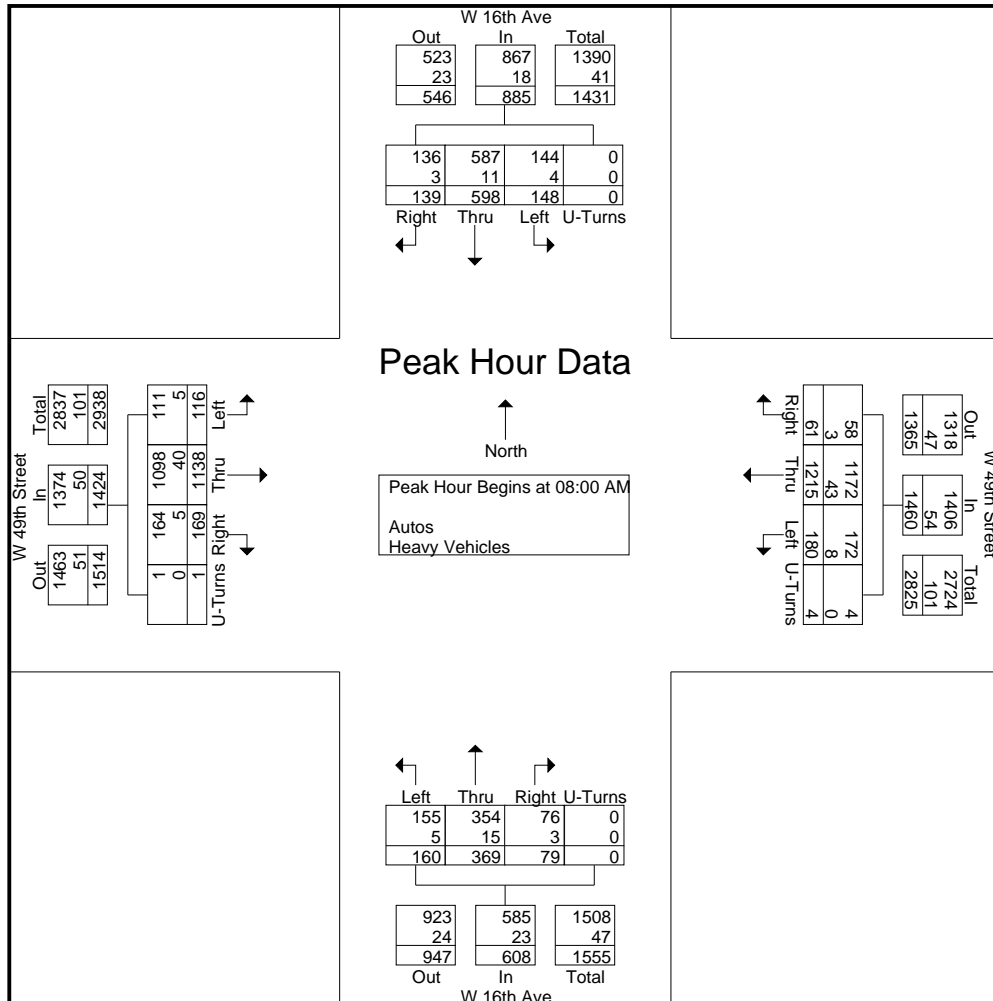 W 16th Ave
Out In Total
523 867 1390
23 18 41
546 885 1431
136 587 144 0
3 11 4 0
139 598 148 0
Right Thru Left U-Turns
Peak Hour Data
North
Peak Hour Begins at 08:00 AM
Autos
Heavy Vehicles
W 49th Street
Total In Out
2837 1374 1463
101 50 51
2938 1424 1514
111 1098 164 1
5 40 5 0
116 1138 169 1
Left Thru Right U-Turns
W 49th Street
Out In Total
1318 1406 2724
47 54 101
1365 1460 2825
58 1172 172 4
3 43 8 0
61 1215 180 4
Right Thru Left U-Turns
Left Thru Right U-Turns
155 354 76 0
5 15 3 0
160 369 79 0
923 585 1508
24 23 47
947 608 1555
Out In Total
W 16th Ave